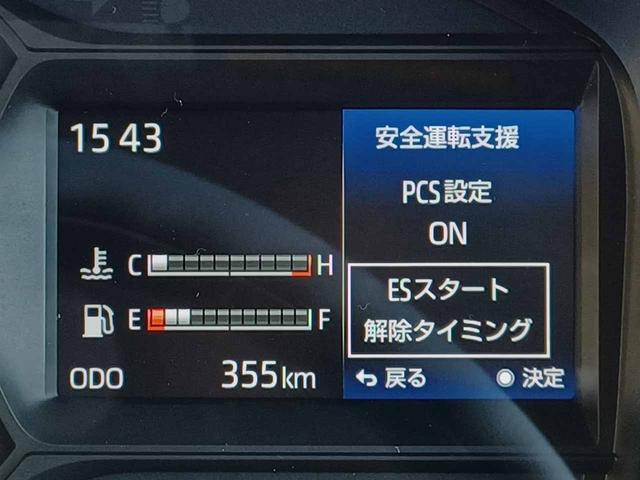 15 43
安全運転支援
PCS設定
ON
C H
ESスタート
解除タイミング
E F
ODO 355km
戻る 決定